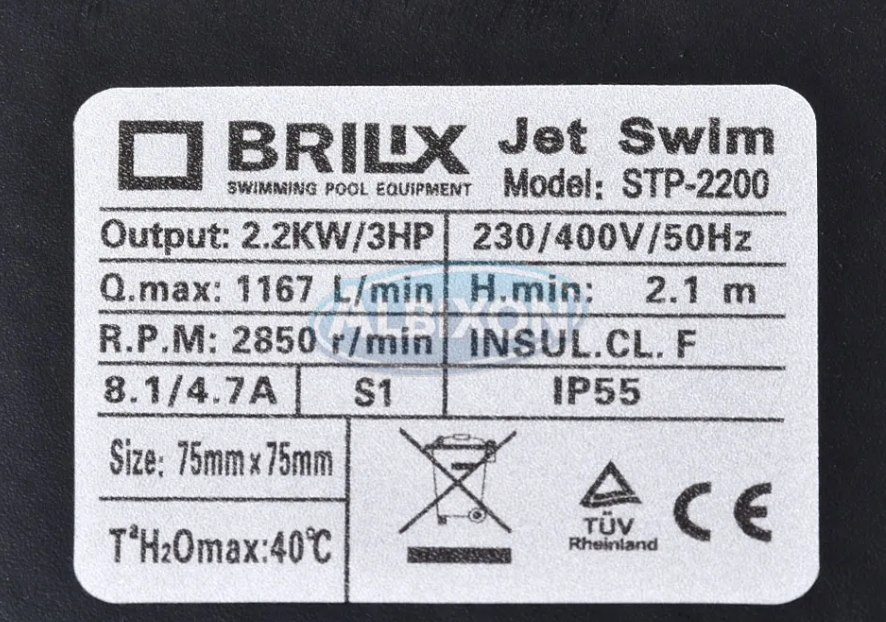 BRILIX
SWIMMING POOL EQUIPMENT
Jet Swim
Model: STP-2200
Output: 2.2KW/3HP
230/400V/50Hz
Q.max: 1167 L/min
H.min: 2.1 m
R.P.M: 2850 r/min
INSUL.CL. F
8.1/4.7A
S1
IP55
Size: 75mm x 75mm
TªH₂Omax:40℃
TÜV
Rheinland
CE
ALBIXON